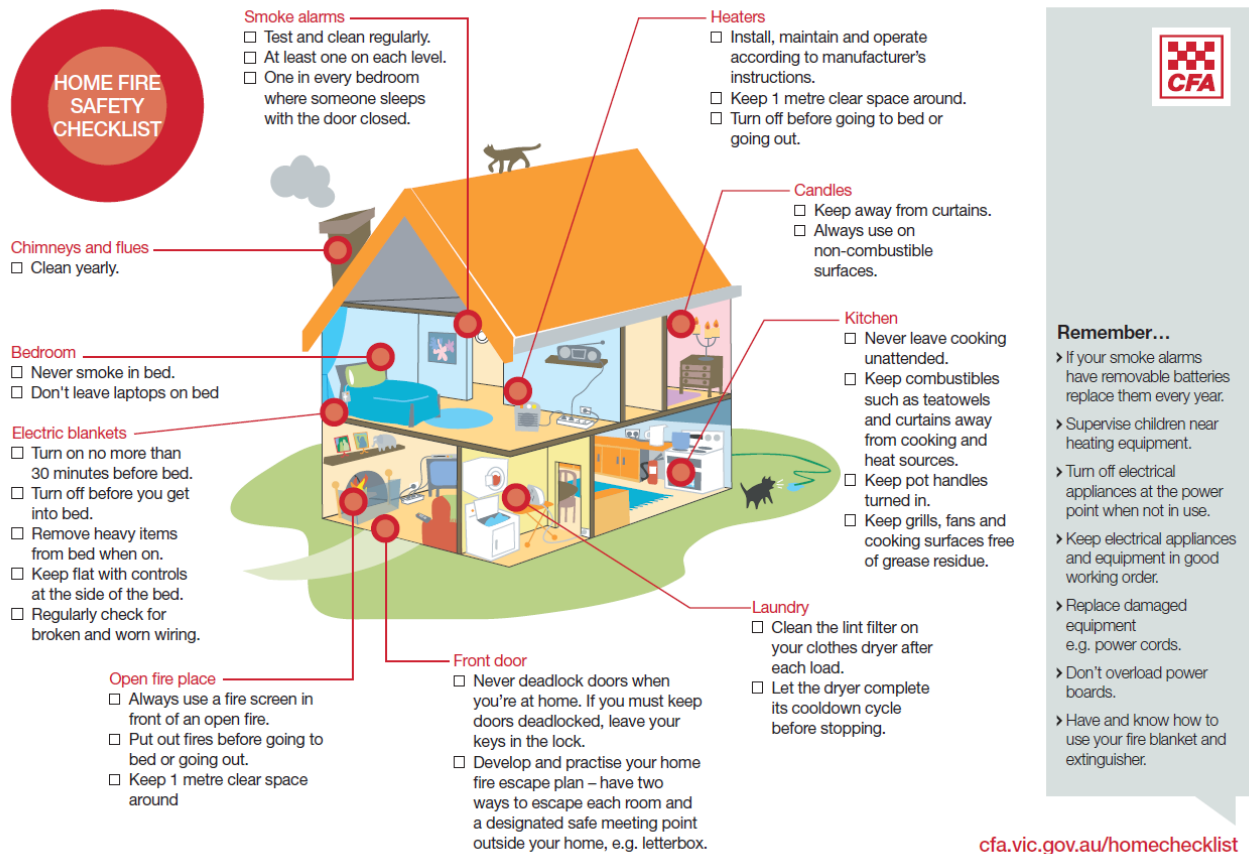 HOME FIRE
SAFETY
CHECKLIST
Smoke alarms
Test and clean regularly.
At least one on each level.
One in every bedroom
where someone sleeps
with the door closed.
Heaters
Install, maintain and operate
according to manufacturer's
instructions.
Keep 1 metre clear space around.
Turn off before going to bed or
going out.
CFA
Candles
Keep away from curtains.
Always use on
non-combustible
surfaces.
Chimneys and flues
Clean yearly.
Kitchen
Never leave cooking
unattended.
Keep combustibles
such as teatowels
and curtains away
from cooking and
heat sources.
Keep pot handles
turned in.
Keep grills, fans and
cooking surfaces free
of grease residue.
Bedroom
Never smoke in bed.
Don't leave laptops on bed
Electric blankets
Turn on no more than
30 minutes before bed.
Turn off before you get
into bed.
Remove heavy items
from bed when on.
Keep flat with controls
at the side of the bed.
Regularly check for
broken and worn wiring.
Laundry
Clean the lint filter on
your clothes dryer after
each load.
Let the dryer complete
its cooldown cycle
before stopping.
Open fire place
Always use a fire screen in
front of an open fire.
Put out fires before going to
bed or going out.
Keep 1 metre clear space
around
Front door
Never deadlock doors when
you're at home. If you must keep
doors deadlocked, leave your
keys in the lock.
Develop and practise your home
fire escape plan – have two
ways to escape each room and
a designated safe meeting point
outside your home, e.g. letterbox.
Remember…
› If your smoke alarms
have removable batteries
replace them every year.
› Supervise children near
heating equipment.
› Turn off electrical
appliances at the power
point when not in use.
› Keep electrical appliances
and equipment in good
working order.
› Replace damaged
equipment
e.g. power cords.
› Don't overload power
boards.
› Have and know how to
use your fire blanket and
extinguisher.
cfa.vic.gov.au/homechecklist